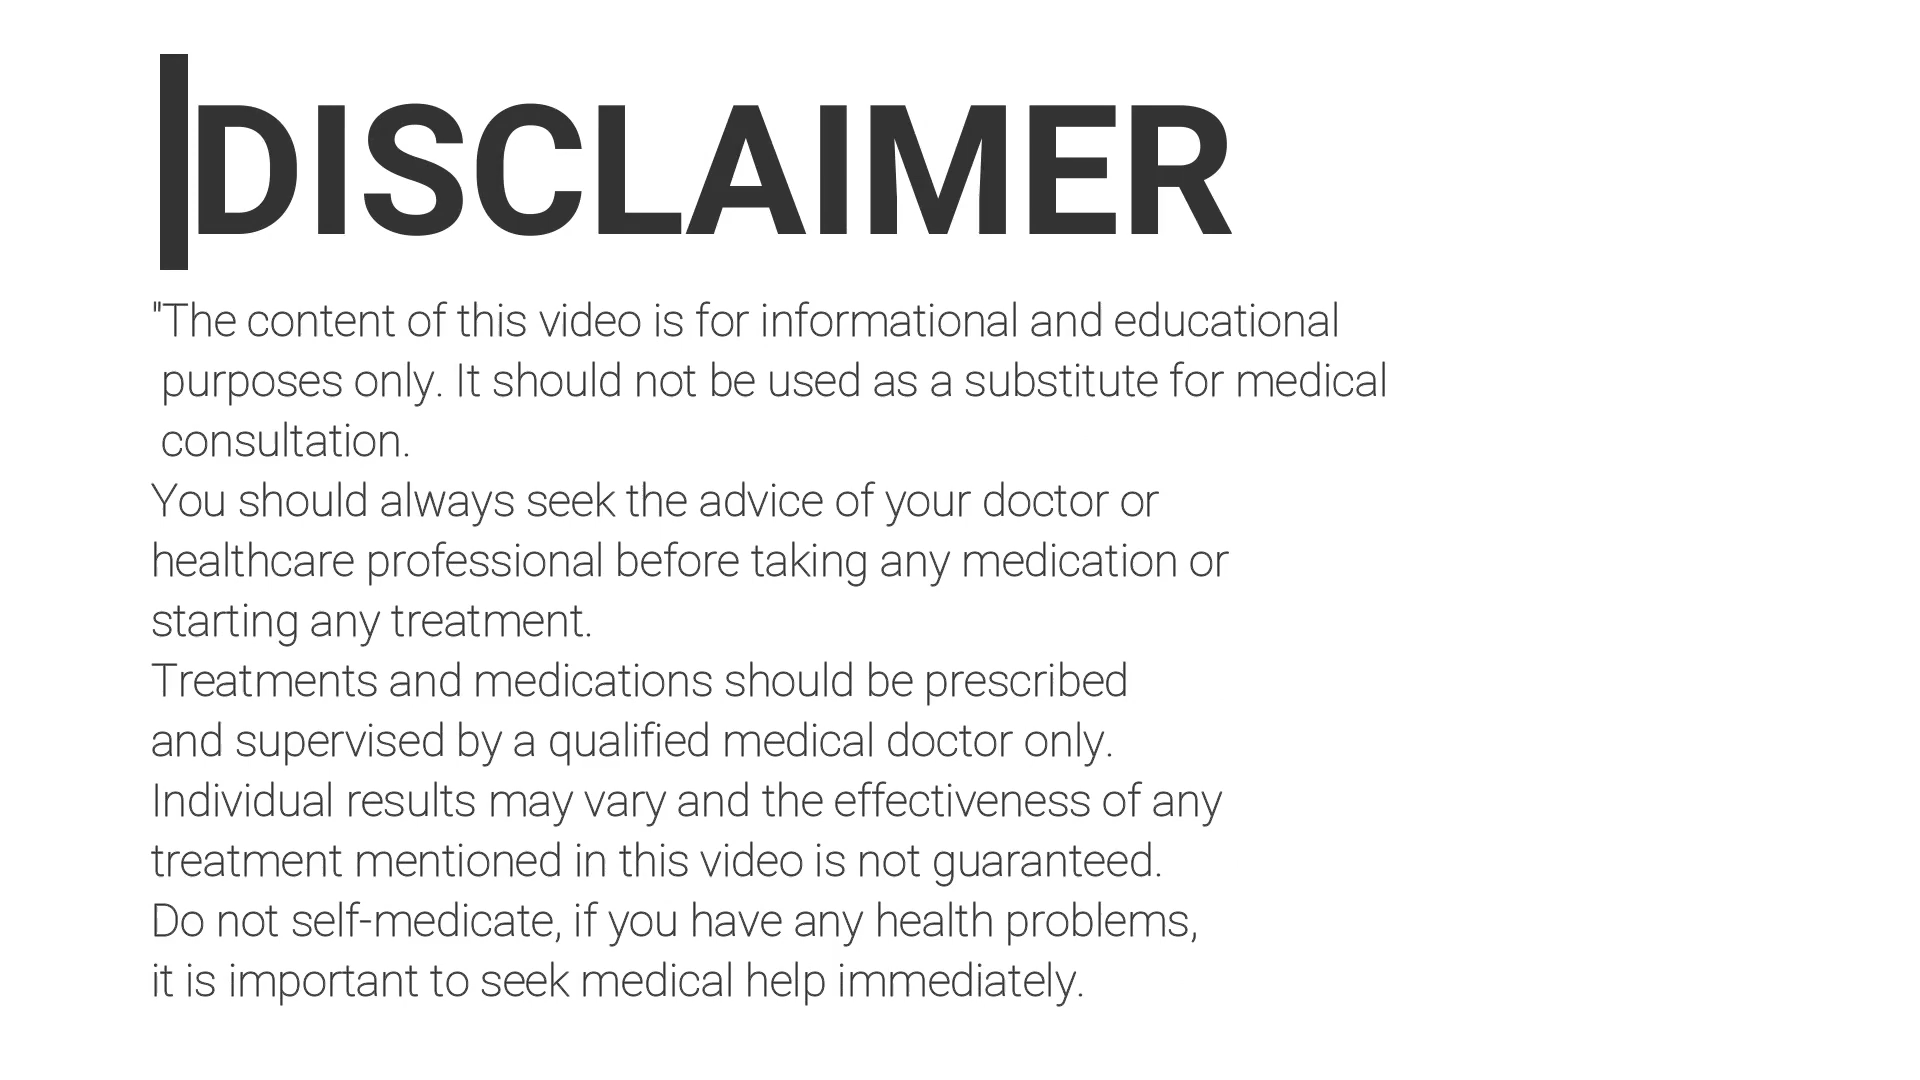 DISCLAIMER
"The content of this video is for informational and educational
purposes only. It should not be used as a substitute for medical
consultation.
You should always seek the advice of your doctor or
healthcare professional before taking any medication or
starting any treatment.
Treatments and medications should be prescribed
and supervised by a qualified medical doctor only.
Individual results may vary and the effectiveness of any
treatment mentioned in this video is not guaranteed.
Do not self-medicate, if you have any health problems,
it is important to seek medical help immediately.